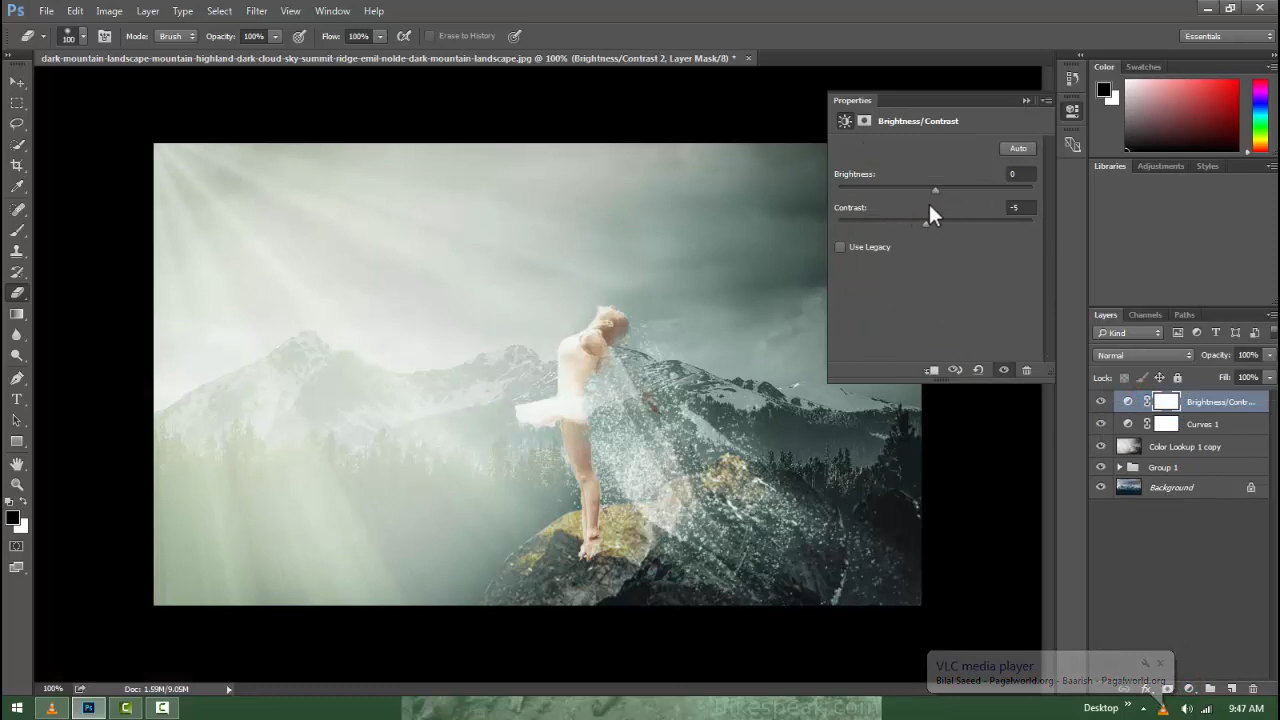 Ps File Edit Image Layer Type Select Filter View Window Help
100 Mode: Brush Opacity: 100% Flow: 100% Erase to History Essentials
dark-mountain-landscape-mountain-highland-dark-cloud-sky-summit-ridge-emil-nolde-dark-mountain-landscape.jpg @ 100% (Brightness/Contrast 2, Layer Mask/8) *
Color Swatches
Properties
Brightness/Contrast
Auto
Brightness: 0
Contrast: -5
Use Legacy
Libraries Adjustments Styles
Layers Channels Paths
Kind
Normal Opacity: 100%
Lock: Fill: 100%
Brightness/Contr...
Curves 1
Color Lookup 1 copy
Group 1
Background
100% Doc: 1.59M/9.05M
VLC media player
Bilal Saeed - Pagalworld.org - Baarish - Pagalworld.org
Desktop 9:47 AM